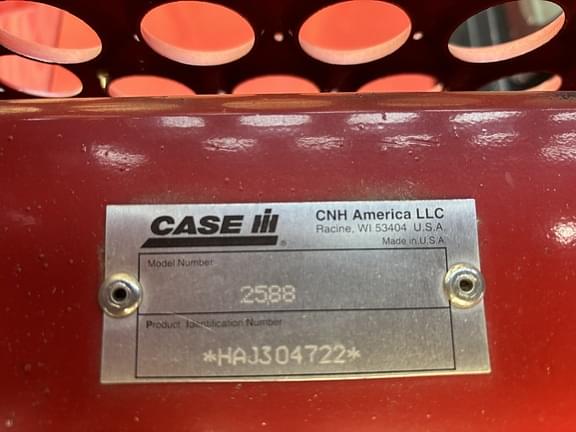 CASE IH
CNH America LLC
Racine, WI 53404 U.S.A.
Made in U.S.A.
Model Number
2588
Product Identification Number
*HAJ304722*